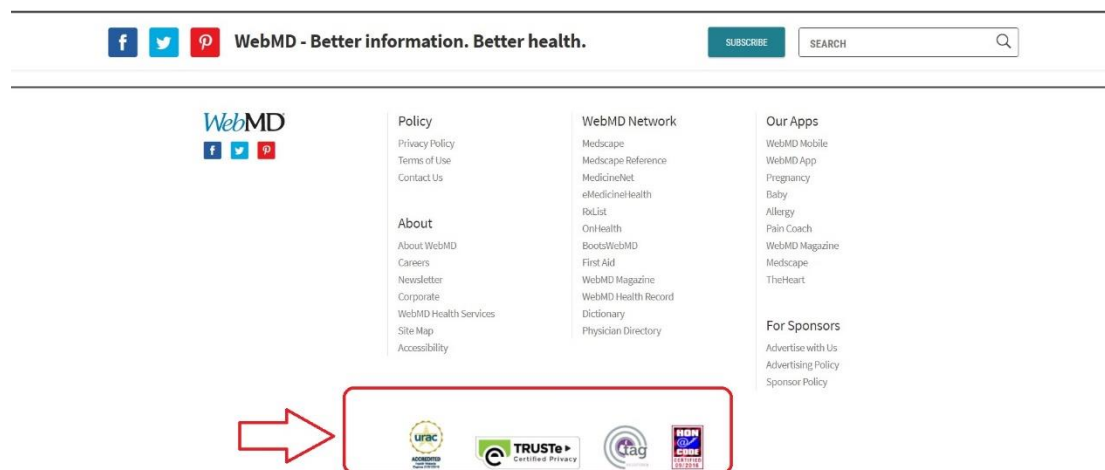 WebMD - Better information. Better health.
SUBSCRIBE
SEARCH
WebMD
Policy
Privacy Policy
Terms of Use
Contact Us
About
About WebMD
Careers
Newsletter
Corporate
WebMD Health Services
Site Map
Accessibility
WebMD Network
Medscape
Medscape Reference
MedicineNet
eMedicineHealth
RxList
OnHealth
BootsWebMD
First Aid
WebMD Magazine
WebMD Health Record
Dictionary
Physician Directory
Our Apps
WebMD Mobile
WebMD App
Pregnancy
Baby
Allergy
Pain Coach
WebMD Magazine
Medscape
TheHeart
For Sponsors
Advertise with Us
Advertising Policy
Sponsor Policy
urac
ACCREDITED
TRUSTe
Certified Privacy
tag
HON
@
CODE
CERTIFIED
09/2016